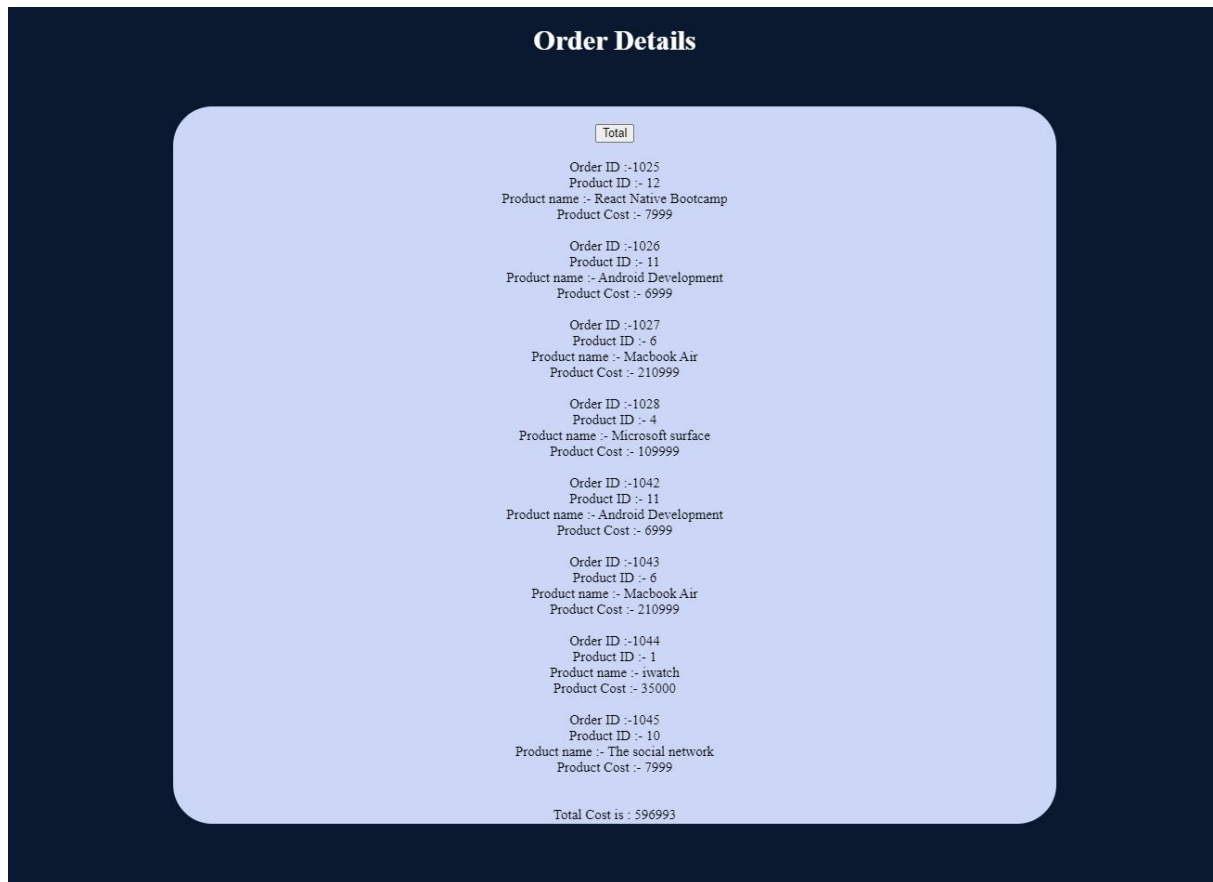 Order Details
Total
Order ID :-1025
Product ID :- 12
Product name :- React Native Bootcamp
Product Cost :- 7999
Order ID :-1026
Product ID :- 11
Product name :- Android Development
Product Cost :- 6999
Order ID :-1027
Product ID :- 6
Product name :- Macbook Air
Product Cost :- 210999
Order ID :-1028
Product ID :- 4
Product name :- Microsoft surface
Product Cost :- 109999
Order ID :-1042
Product ID :- 11
Product name :- Android Development
Product Cost :- 6999
Order ID :-1043
Product ID :- 6
Product name :- Macbook Air
Product Cost :- 210999
Order ID :-1044
Product ID :- 1
Product name :- iwatch
Product Cost :- 35000
Order ID :-1045
Product ID :- 10
Product name :- The social network
Product Cost :- 7999
Total Cost is : 596993